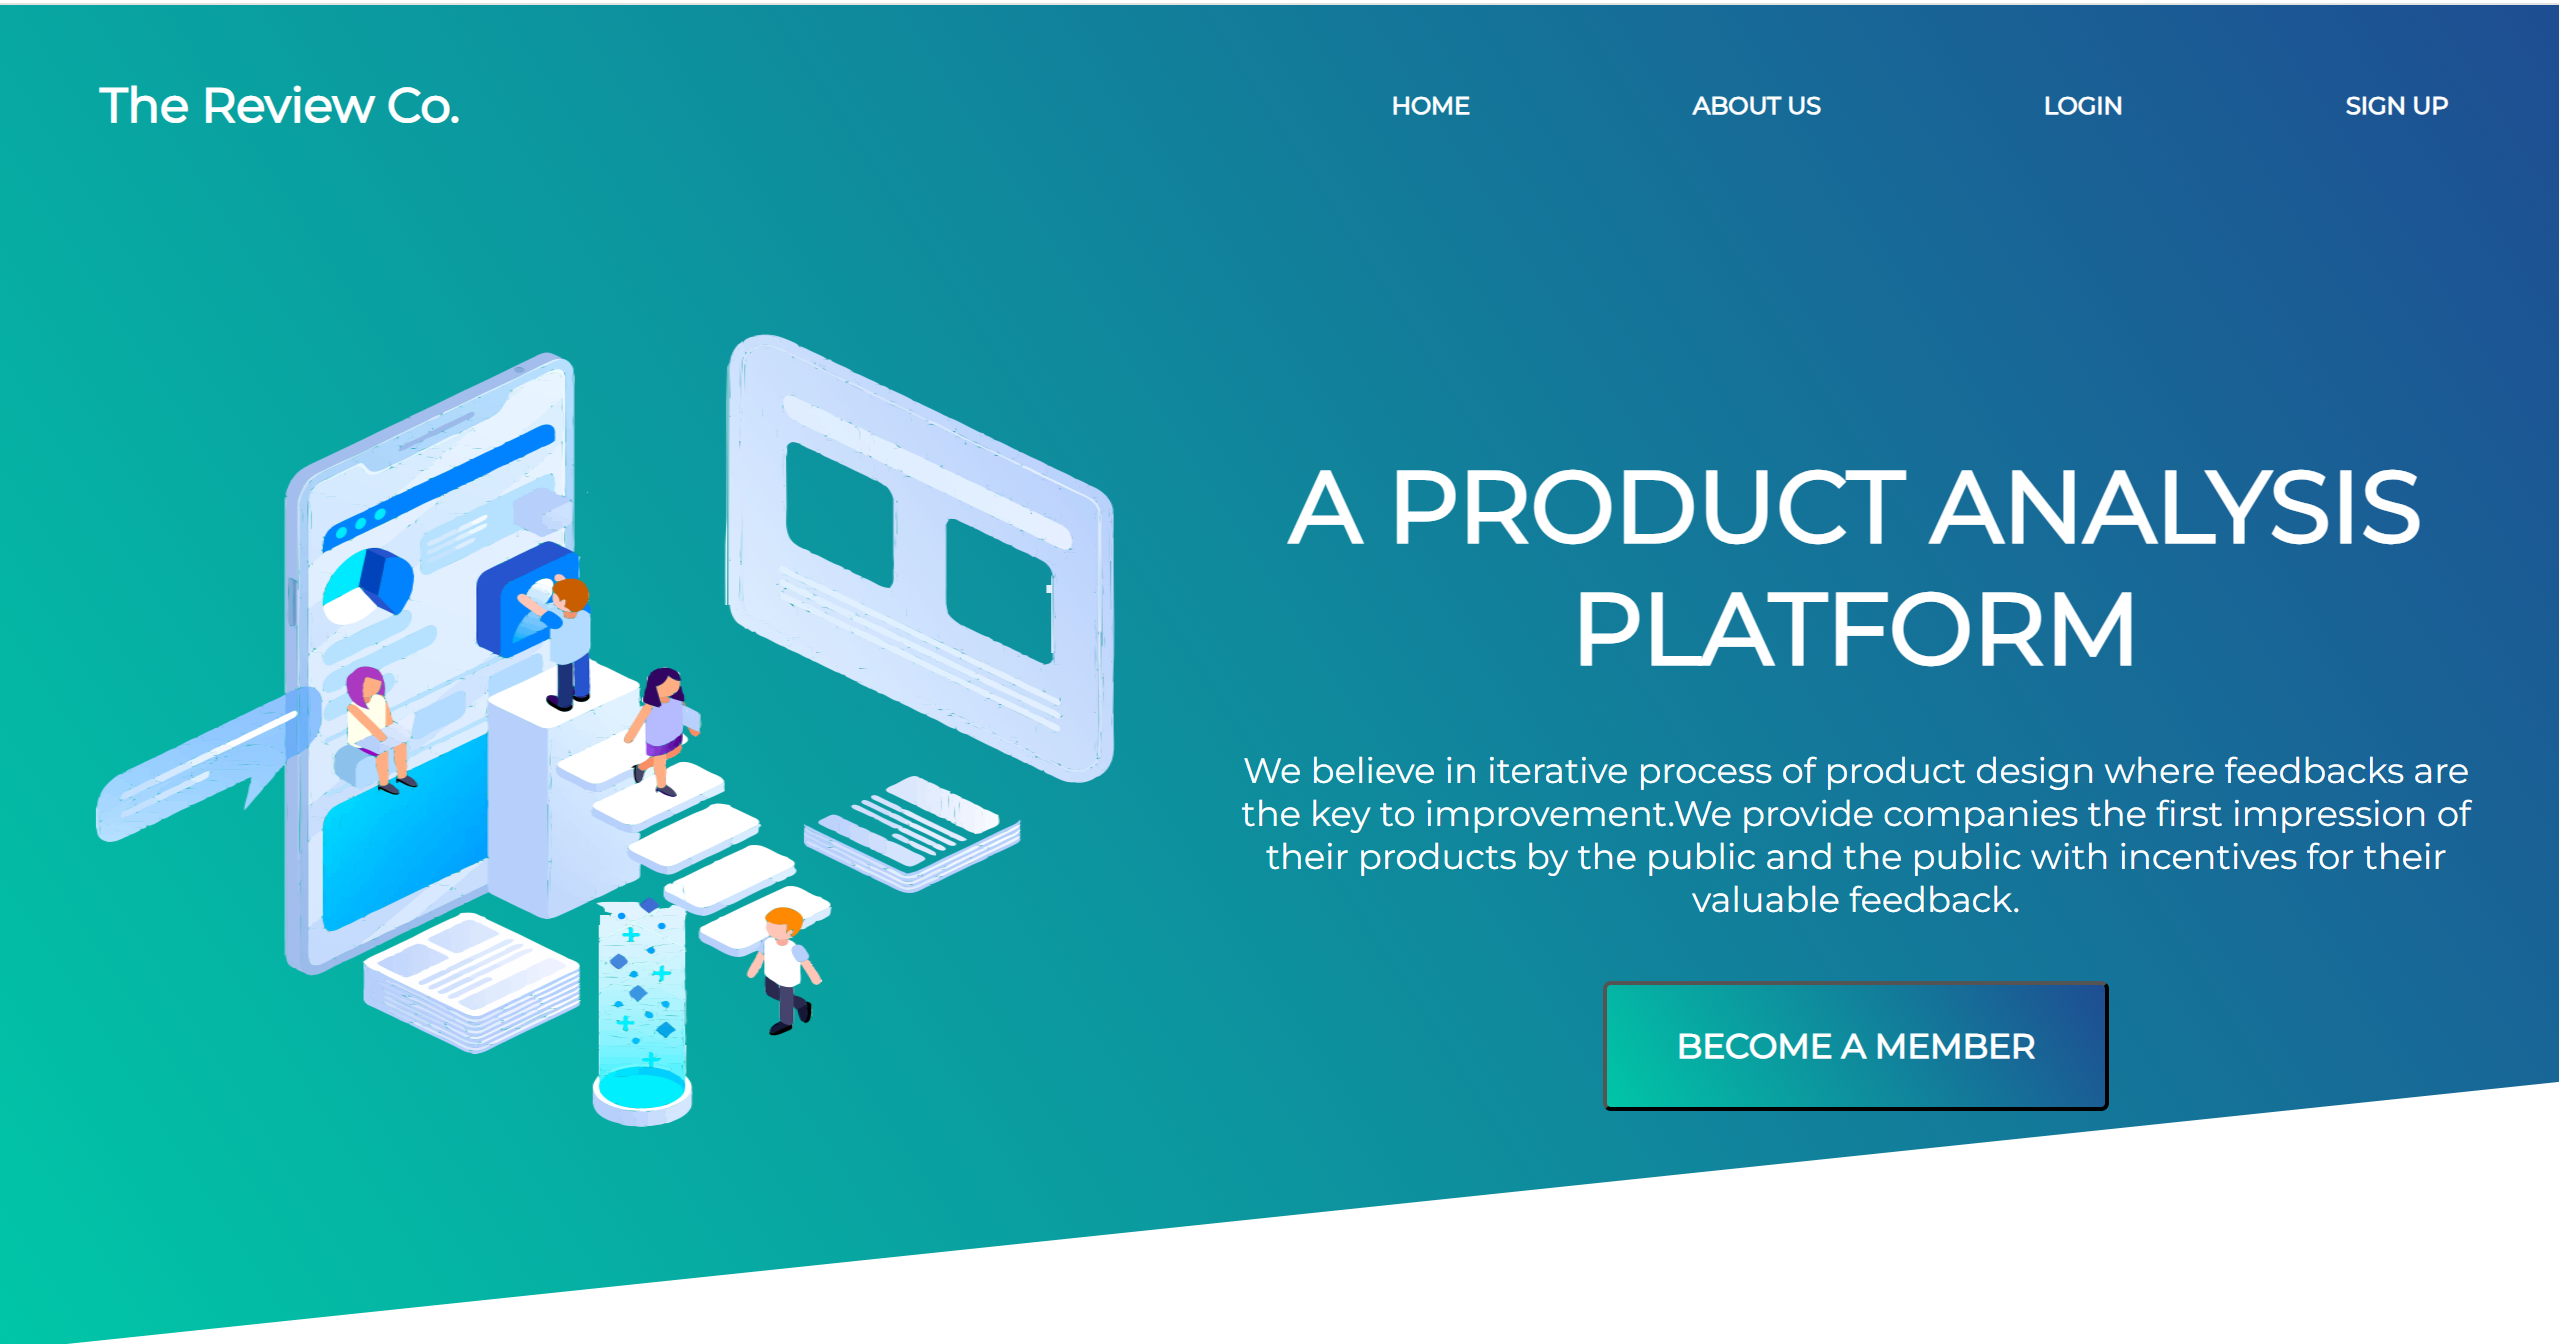 The Review Co.
HOME ABOUT US LOGIN SIGN UP
A PRODUCT ANALYSIS
PLATFORM
We believe in iterative process of product design where feedbacks are
the key to improvement.We provide companies the first impression of
their products by the public and the public with incentives for their
valuable feedback.
BECOME A MEMBER